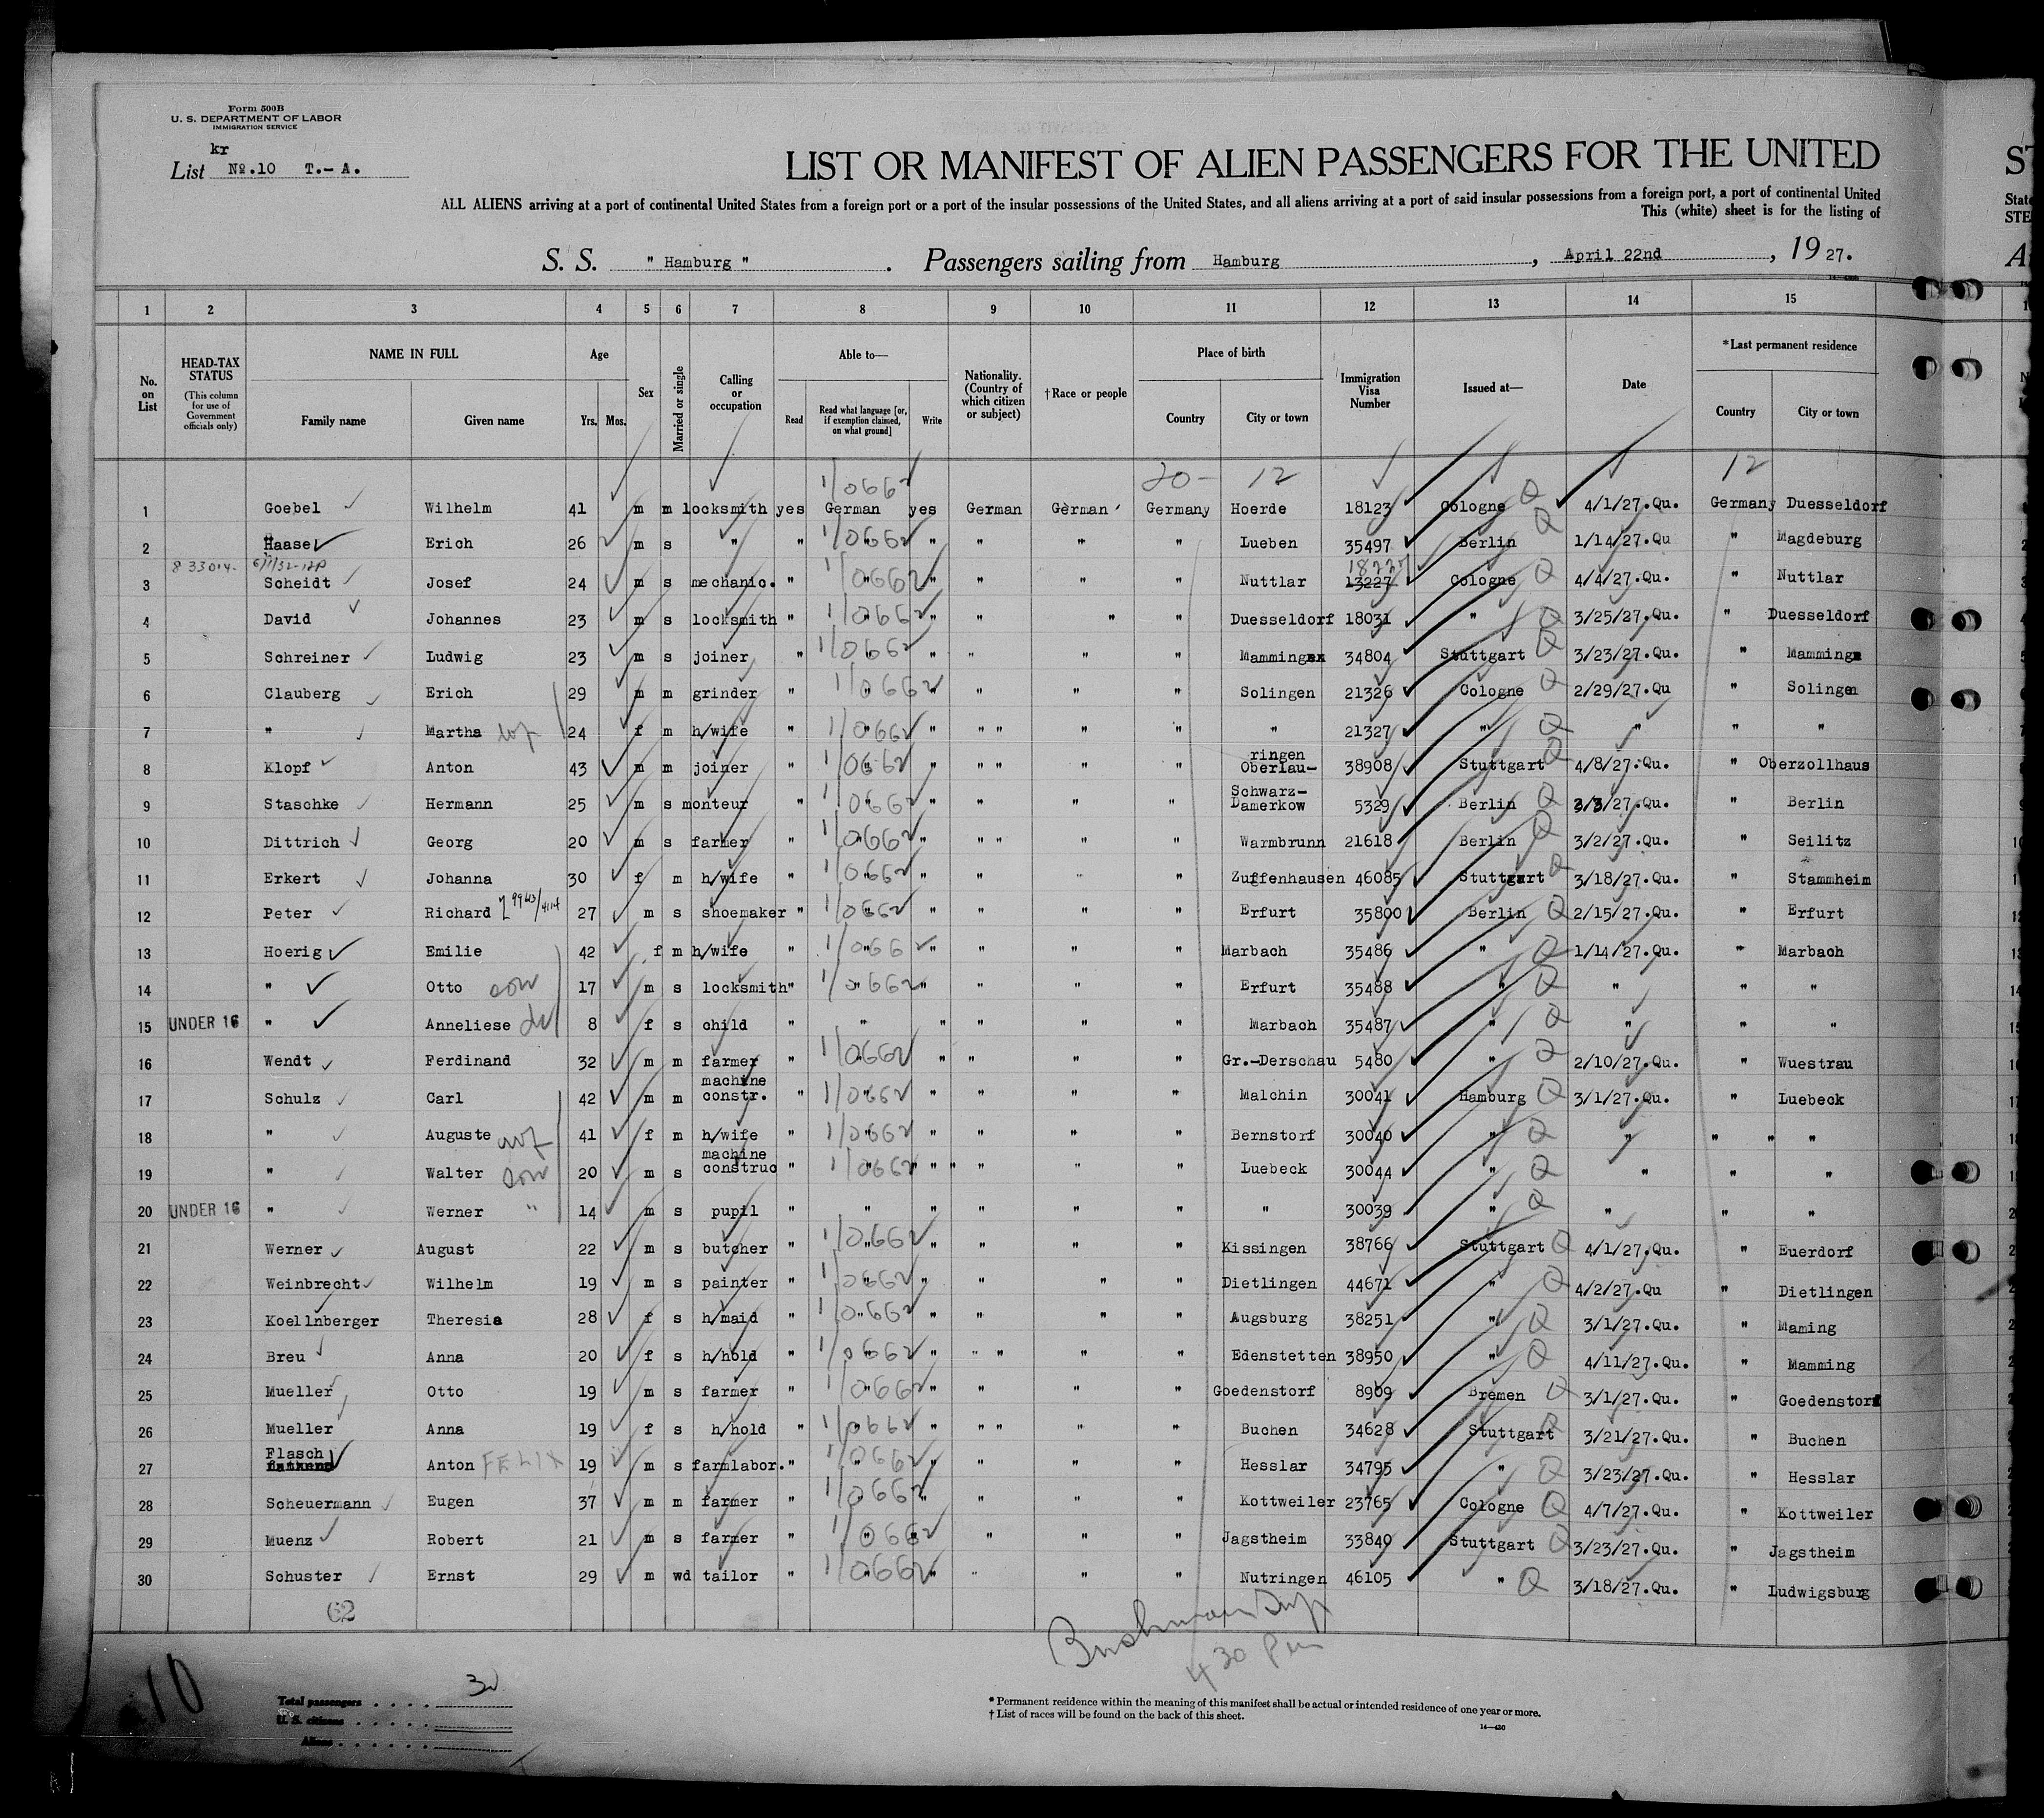 Form 500B
U. S. DEPARTMENT OF LABOR
IMMIGRATION SERVICE
kr
List No.10 T.- A.
LIST OR MANIFEST OF ALIEN PASSENGERS FOR THE UNITED
ALL ALIENS arriving at a port of continental United States from a foreign port or a port of the insular possessions of the United States, and all aliens arriving at a port of said insular possessions from a foreign port, a port of continental United
This (white) sheet is for the listing of
S. S. " Hamburg " . Passengers sailing from Hamburg , April 22nd , 19 27.
1 2 3 4 5 6 7 8 9 10 11 12 13 14 15
No. on List
HEAD-TAX STATUS
(This column for use of Government officials only)
NAME IN FULL
Family name Given name
Age
Yrs. Mos.
Sex
Married or single
Calling or occupation
Able to—
Read
Read what language [or, if exemption claimed, on what ground]
Write
Nationality. (Country of which citizen or subject)
†Race or people
Place of birth
Country City or town
Immigration Visa Number
Issued at—
Date
*Last permanent residence
Country City or town
20- 12 12
1 Goebel Wilhelm 41 m m locksmith yes German yes German German Germany Hoerde 18123 Cologne Q 4/1/27.Qu. Germany Duesseldorf
2 Haase Erich 26 m s " " " " " " " Lueben 35497 Berlin Q 1/14/27.Qu " Magdeburg
3 Scheidt Josef 24 m s mechanic. " " " " " " Nuttlar 13227 Cologne Q 4/4/27.Qu. " Nuttlar
4 David Johannes 23 m s locksmith " " " " " " Duesseldorf 18031 " Q 3/25/27.Qu. " Duesseldorf
5 Schreiner Ludwig 23 m s joiner " " " " " " Mamming 34804 Stuttgart Q 3/23/27.Qu. " Mamming
6 Clauberg Erich 29 m m grinder " " " " " " Solingen 21326 Cologne Q 2/29/27.Qu " Solingen
7 " Martha wf 24 f m h/wife " " " " " " " " 21327 " Q " " "
8 Klopf Anton 43 m m joiner " " " " " " " Oberlau-ringen 38908 Stuttgart Q 4/8/27.Qu. " Oberzollhaus
9 Staschke Hermann 25 m s monteur " " " " " " Schwarz-Damerkow 5329 Berlin Q 3/3/27.Qu. " Berlin
10 Dittrich Georg 20 m s farmer " " " " " " " Warmbrunn 21618 Berlin Q 3/2/27.Qu. " Seilitz
11 Erkert Johanna 30 f m h/wife " " " " " " Zuffenhausen 46085 Stuttgart Q 3/18/27.Qu. " Stammheim
12 Peter Richard 27 m s shoemaker " " " " " " Erfurt 35800 Berlin Q 2/15/27.Qu. " Erfurt
13 Hoerig Emilie 42 f m h/wife " " " " " " Marbach 35486 " Q 1/14/27.Qu. " Marbach
14 " Otto son 17 m s locksmith " " " " " " Erfurt 35488 " Q " " "
15 UNDER 16 " Anneliese 8 f s child " " " " " " Marbach 35487 " Q " " "
16 Wendt Ferdinand 32 m m farmer " " " " " " Gr.-Derschau 5480 " Q 2/10/27.Qu. " Wuestrau
17 Schulz Carl 42 m m machine constr. " " " " " " Malchin 30041 Hamburg Q 3/1/27.Qu. " Luebeck
18 " Auguste wf 41 f m h/wife " " " " " " Bernstorf 30040 " Q " " " "
19 " Walter son 20 m s machine construc " " " " " " " Luebeck 30044 " Q " " "
20 UNDER 16 " Werner " 14 m s pupil " " " " " " " 30039 " Q " " "
21 Werner August 22 m s butcher " " " " " " Kissingen 38766 Stuttgart Q 4/1/27.Qu. " Euerdorf
22 Weinbrecht Wilhelm 19 m s painter " " " " " " Dietlingen 44671 " Q 4/2/27.Qu " Dietlingen
23 Koellnberger Theresia 28 f s h/maid " " " " " " Augsburg 38251 " Q 3/1/27.Qu. " Maming
24 Breu Anna 20 f s h/hold " " " " " " " Edenstetten 38950 " Q 4/11/27.Qu. " Mamming
25 Mueller Otto 19 m s farmer " " " " " " Goedenstorf 8909 Bremen Q 3/1/27.Qu. " Goedenstorf
26 Mueller Anna 19 f s h/hold " " " " " " " Buchen 34628 Stuttgart Q 3/21/27.Qu. " Buchen
27 Flasch Anton FELIX 19 m s farmlabor. " " " " " " Hesslar 34795 " Q 3/23/27.Qu. " Hesslar
28 Scheuermann Eugen 37 m m farmer " " " " " " Kottweiler 23765 Cologne Q 4/7/27.Qu. " Kottweiler
29 Muenz Robert 21 m s farmer " " " " " " Jagstheim 33840 Stuttgart Q 3/23/27.Qu. " Jagstheim
30 Schuster Ernst 29 m wd tailor " " " " " " Nutringen 46105 " Q 3/18/27.Qu. " Ludwigsburg
62
4 30 Pm
10
Total passengers . . . . 30
U. S. citizens . . . . .
Aliens . . . . . .
* Permanent residence within the meaning of this manifest shall be actual or intended residence of one year or more.
† List of races will be found on the back of this sheet.
14—430